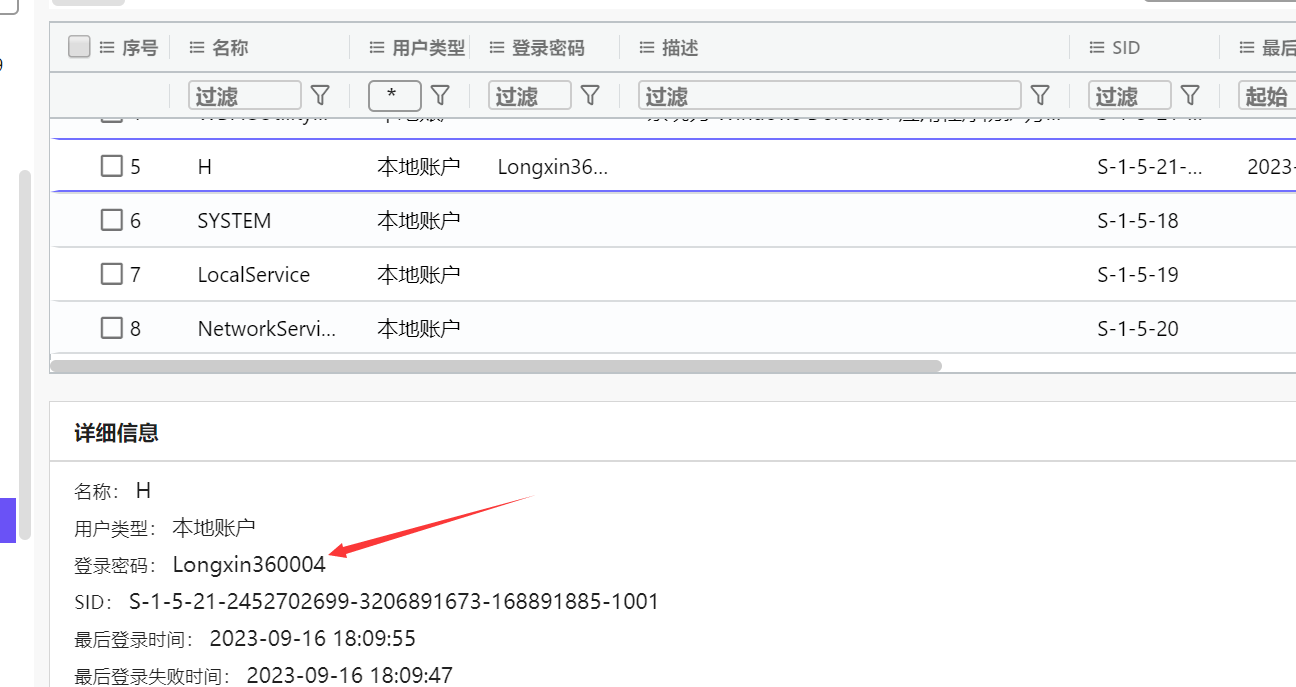 序号 名称 用户类型 登录密码 描述 SID 最后
过滤 * 过滤 过滤 过滤 起始
5 H 本地账户 Longxin36... S-1-5-21-... 2023-
6 SYSTEM 本地账户 S-1-5-18
7 LocalService 本地账户 S-1-5-19
8 NetworkServi... 本地账户 S-1-5-20
详细信息
名称： H
用户类型： 本地账户
登录密码： Longxin360004
SID： S-1-5-21-2452702699-3206891673-168891885-1001
最后登录时间： 2023-09-16 18:09:55
最后登录失败时间： 2023-09-16 18:09:47